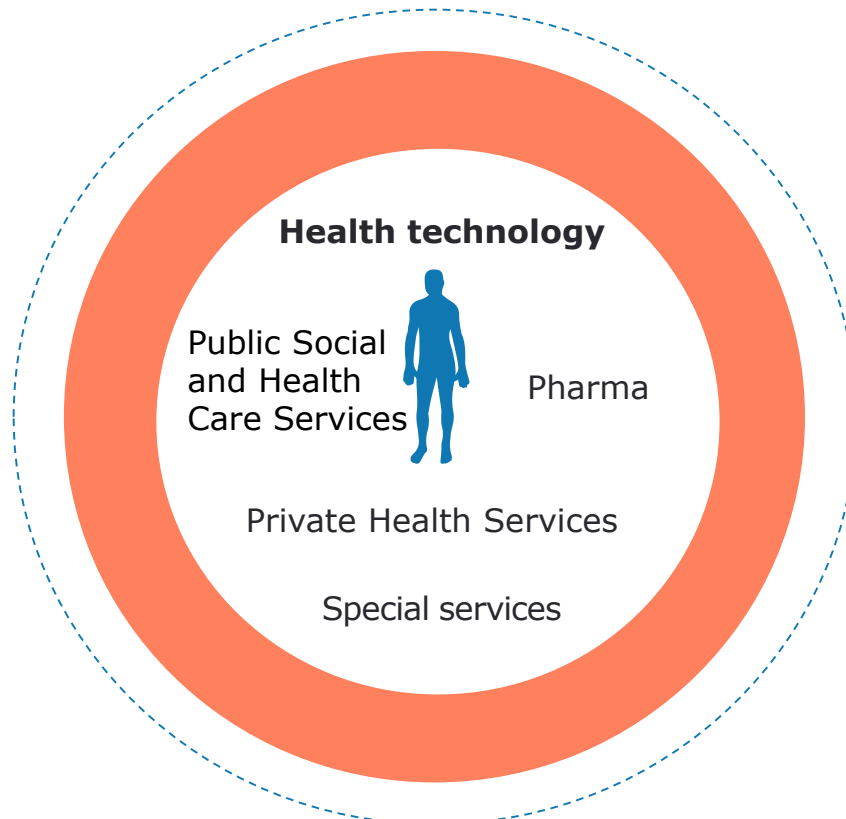 Health technology
Public Social
and Health
Care Services
Pharma
Private Health Services
Special services